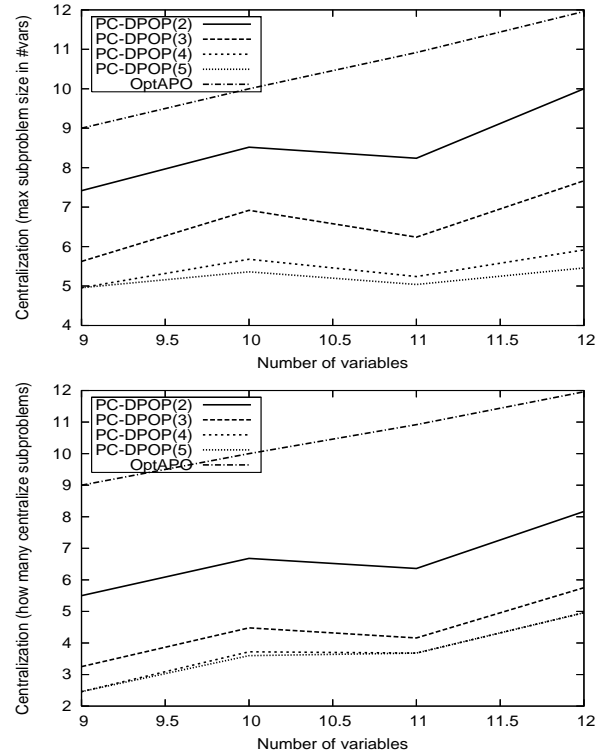 Centralization (max subproblem size in #vars)
12
11
10
9
8
7
6
5
4
PC-DPOP(2)
PC-DPOP(3)
PC-DPOP(4)
PC-DPOP(5)
OptAPO
9 9.5 10 10.5 11 11.5 12
Number of variables
Centralization (how many centralize subproblems)
12
11
10
9
8
7
6
5
4
3
2
PC-DPOP(2)
PC-DPOP(3)
PC-DPOP(4)
PC-DPOP(5)
OptAPO
9 9.5 10 10.5 11 11.5 12
Number of variables